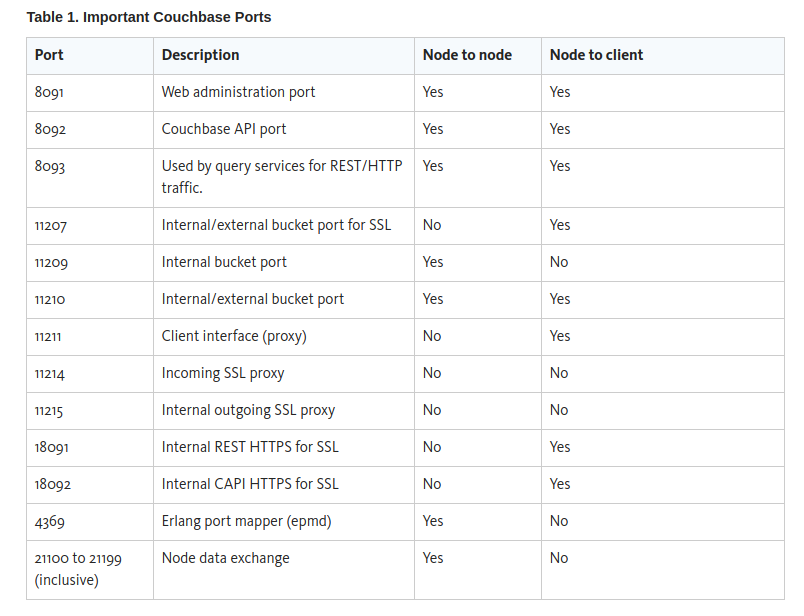 Table 1. Important Couchbase Ports
Port Description Node to node Node to client
8091 Web administration port Yes Yes
8092 Couchbase API port Yes Yes
8093 Used by query services for REST/HTTP Yes Yes
traffic.
11207 Internal/external bucket port for SSL No Yes
11209 Internal bucket port Yes No
11210 Internal/external bucket port Yes Yes
11211 Client interface (proxy) No Yes
11214 Incoming SSL proxy No No
11215 Internal outgoing SSL proxy No No
18091 Internal REST HTTPS for SSL No Yes
18092 Internal CAPI HTTPS for SSL No Yes
4369 Erlang port mapper (epmd) Yes No
21100 to 21199 Node data exchange Yes No
(inclusive)